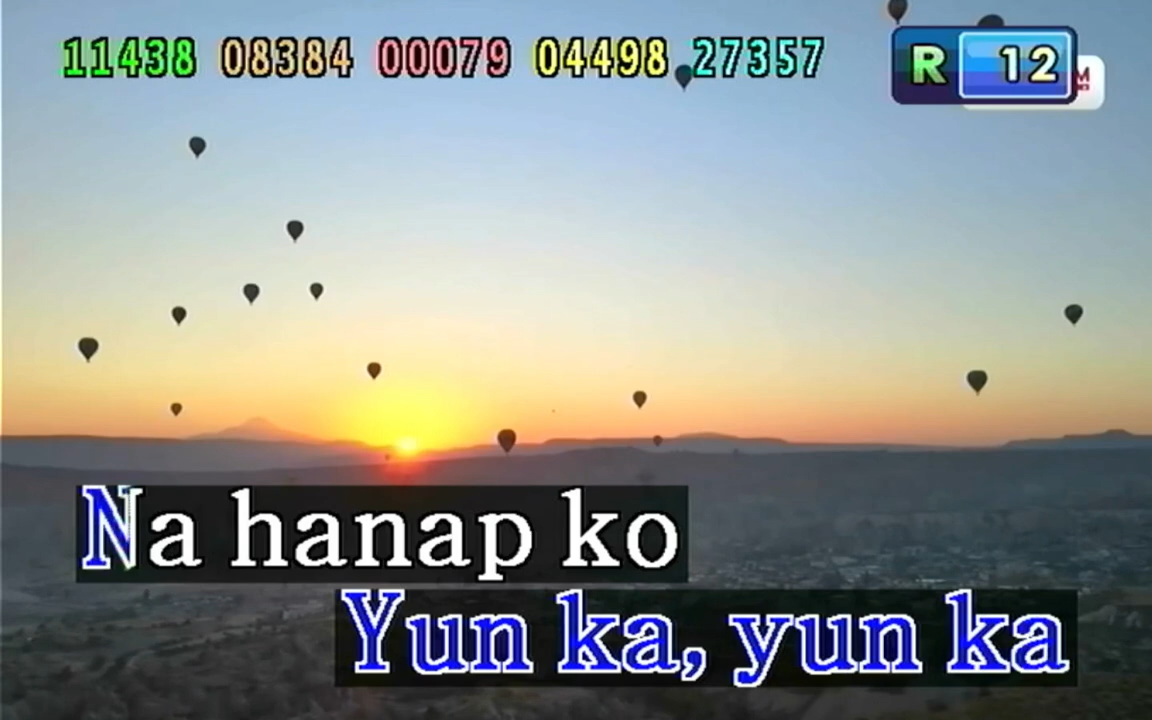 11438 08384 00079 04498 27357
R 12
Na hanap ko
Yun ka, yun ka